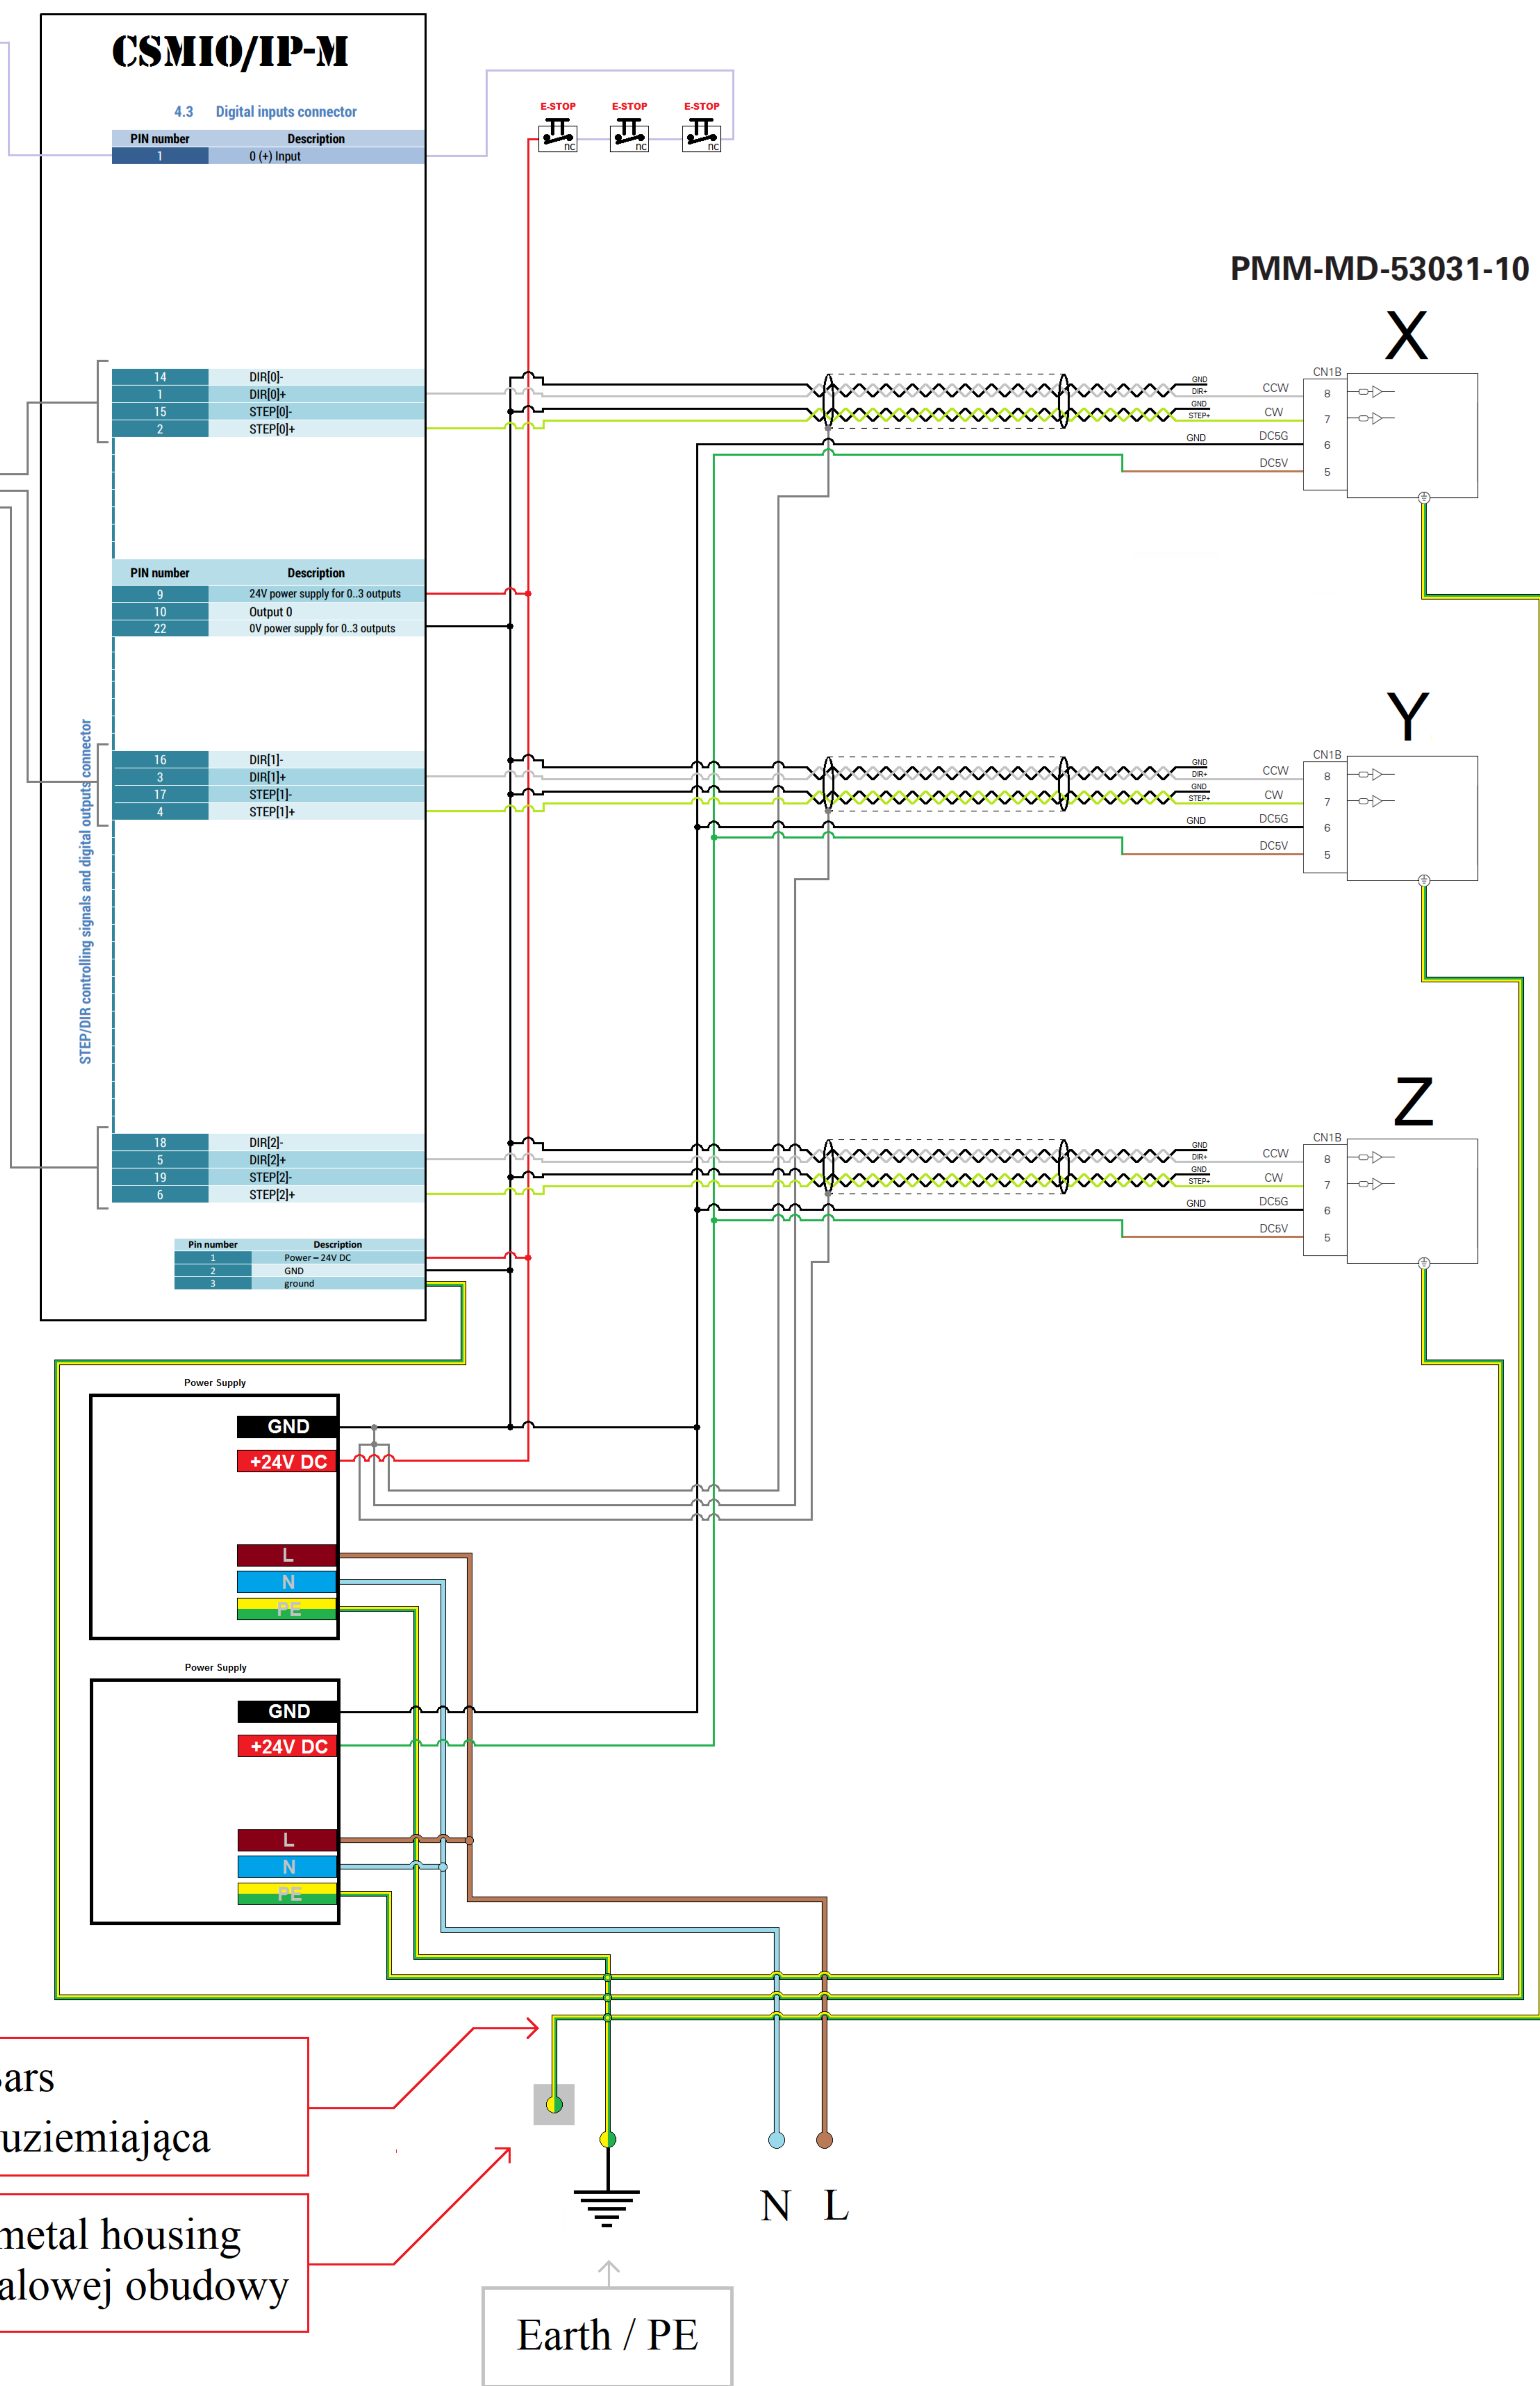 CSMIO/IP-M
4.3 Digital inputs connector
PIN number Description
1 0 (+) Input
E-STOP E-STOP E-STOP
nc nc nc
PMM-MD-53031-10
X
14 DIR[0]-
1 DIR[0]+
15 STEP[0]-
2 STEP[0]+
GND
DIR+
GND
STEP+
GND
CCW
CW
DC5G
DC5V
CN1B
8
7
6
5
PIN number Description
9 24V power supply for 0..3 outputs
10 Output 0
22 0V power supply for 0..3 outputs
STEP/DIR controlling signals and digital outputs connector
Y
16 DIR[1]-
3 DIR[1]+
17 STEP[1]-
4 STEP[1]+
GND
DIR+
GND
STEP+
GND
CCW
CW
DC5G
DC5V
CN1B
8
7
6
5
Z
18 DIR[2]-
5 DIR[2]+
19 STEP[2]-
6 STEP[2]+
GND
DIR+
GND
STEP+
GND
CCW
CW
DC5G
DC5V
CN1B
8
7
6
5
Pin number Description
1 Power – 24V DC
2 GND
3 ground
Power Supply
GND
+24V DC
L
N
PE
Power Supply
GND
+24V DC
L
N
PE
ars
uziemiająca
metal housing
alowej obudowy
N L
Earth / PE